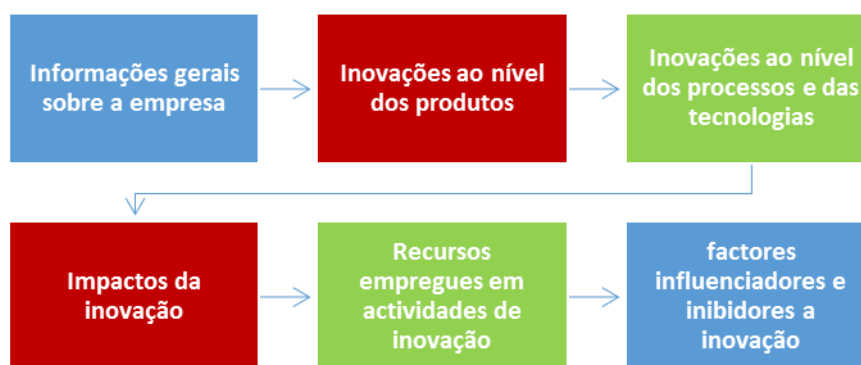 Informações gerais
sobre a empresa
Inovações ao nível
dos produtos
Inovações ao nível
dos processos e das
tecnologias
Impactos da
inovação
Recursos
empregues em
actividades de
inovação
factores
influenciadores e
inibidores a
inovação